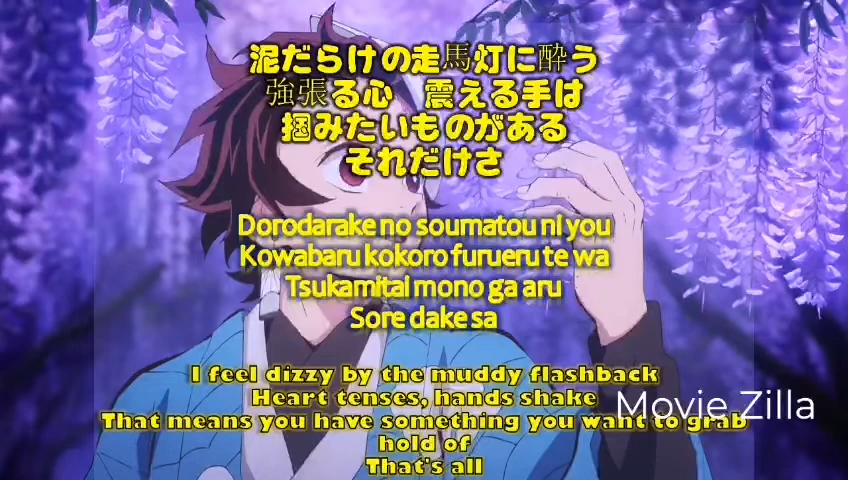 泥だらけの走馬灯に酔う
強張る心　震える手は
掴みたいものがある
それだけさ
Dorodarake no soumatou ni you
Kowabaru kokoro furueru te wa
Tsukamitai mono ga aru
Sore dake sa
I feel dizzy by the muddy flashback
Heart tenses, hands shake
That means you have something you want to grab
hold of
That's all
Movie Zilla